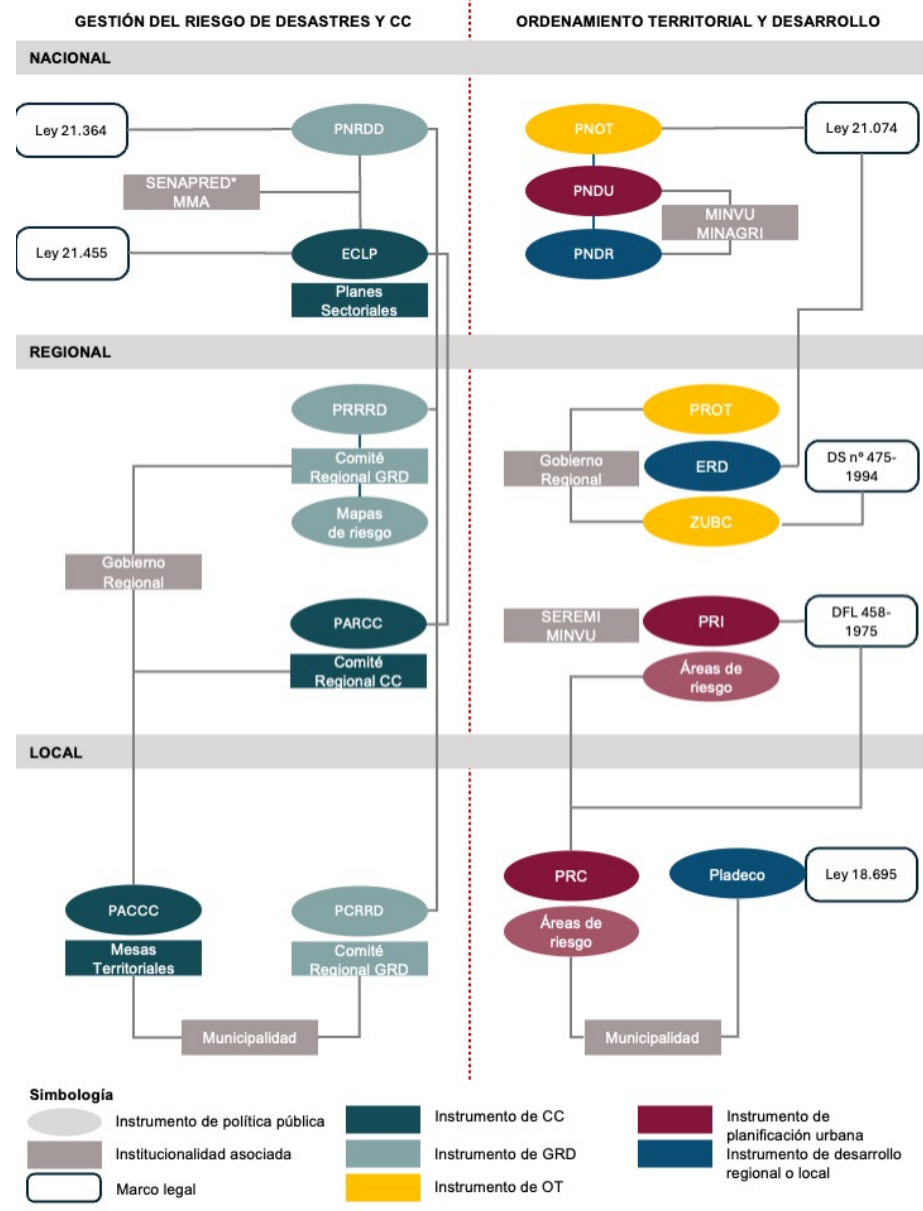 GESTIÓN DEL RIESGO DE DESASTRES Y CC
ORDENAMIENTO TERRITORIAL Y DESARROLLO
NACIONAL
Ley 21.364
PNRDD
SENAPRED*
MMA
Ley 21.455
ECLP
Planes
Sectoriales
PNOT
Ley 21.074
PNDU
MINVU
MINAGRI
PNDR
REGIONAL
PRRRD
Comité
Regional GRD
Mapas
de riesgo
Gobierno
Regional
PARCC
Comité
Regional CC
PROT
Gobierno
Regional
ERD
DS nº 475-
1994
ZUBC
SEREMI
MINVU
PRI
DFL 458-
1975
Áreas de
riesgo
LOCAL
PACCC
Mesas
Territoriales
PCRRD
Comité
Regional GRD
Municipalidad
PRC
Áreas de
riesgo
Pladeco
Ley 18.695
Municipalidad
Simbología
Instrumento de política pública
Institucionalidad asociada
Marco legal
Instrumento de CC
Instrumento de GRD
Instrumento de OT
Instrumento de
planificación urbana
Instrumento de desarrollo
regional o local